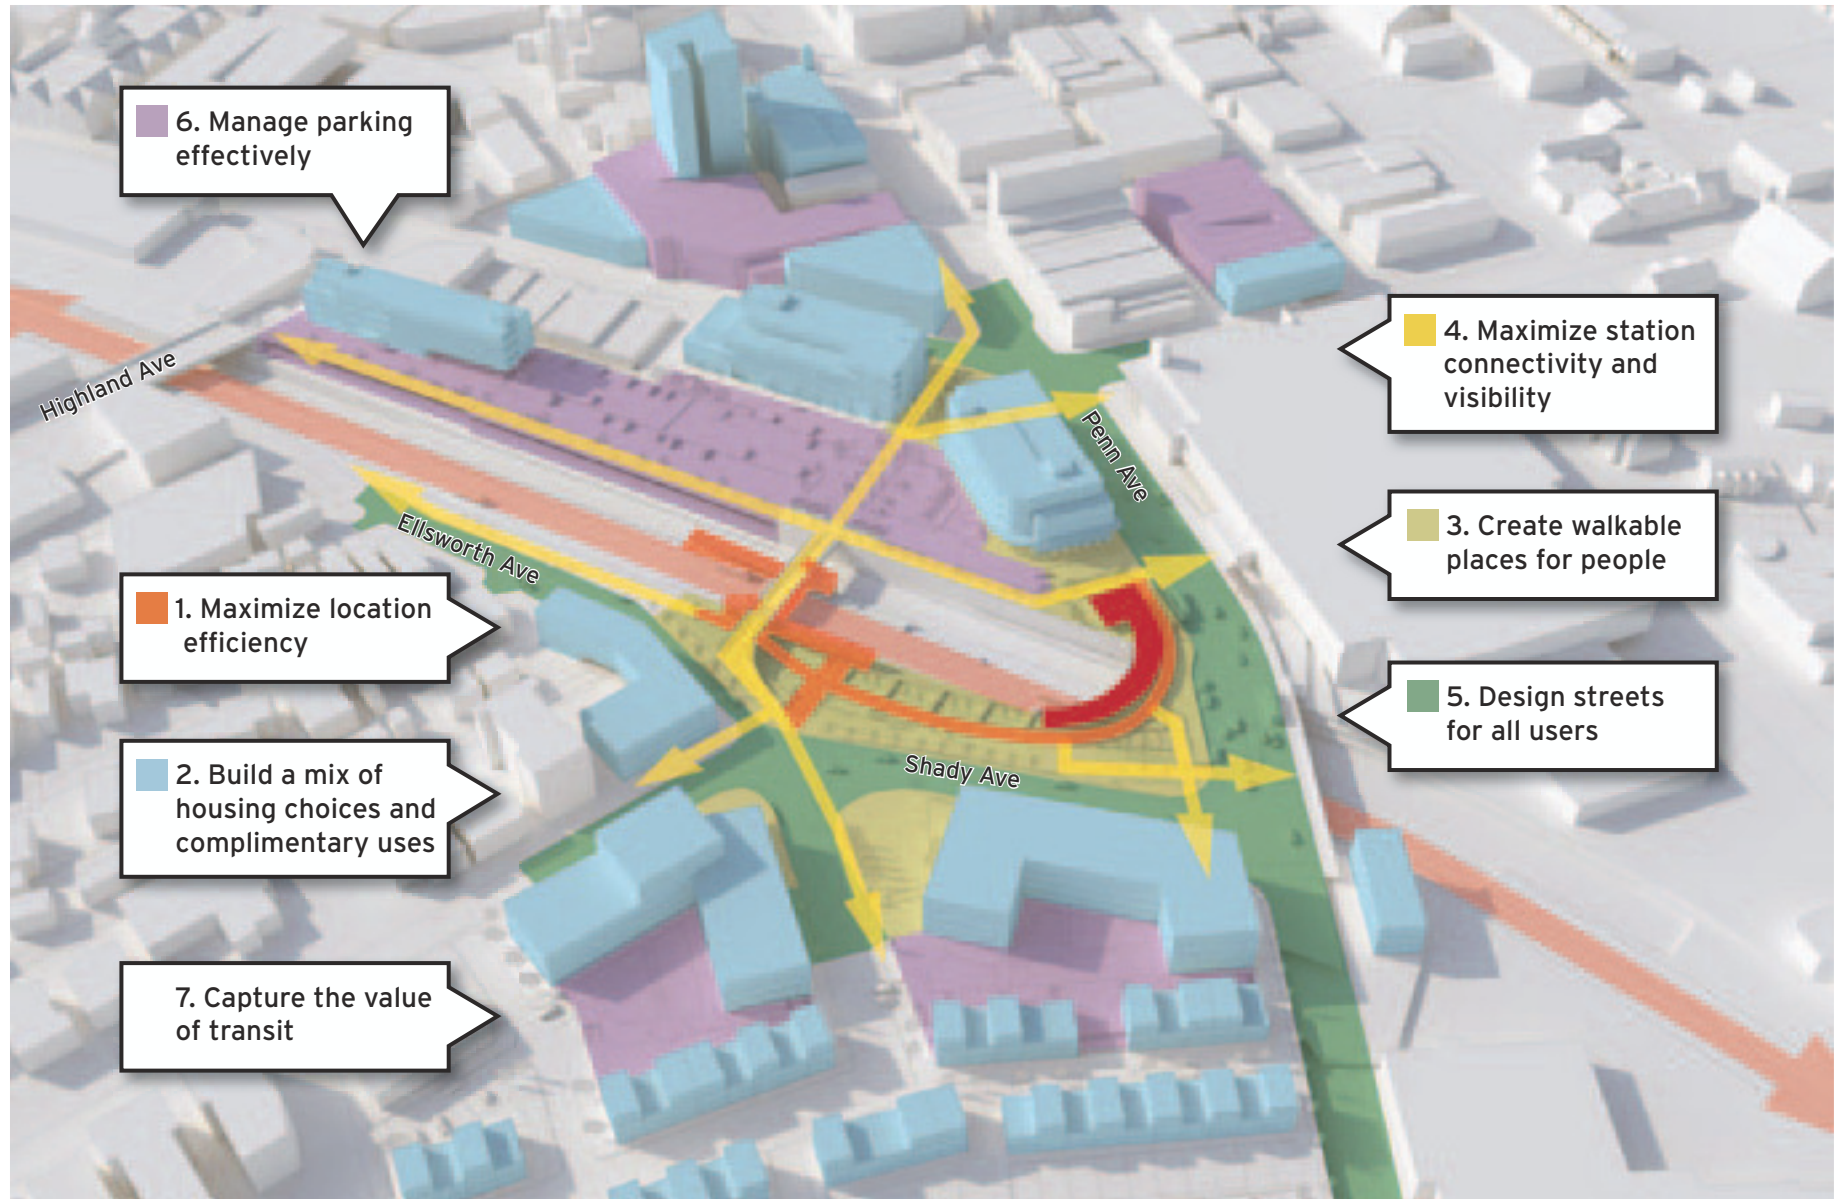 6. Manage parking
effectively
Highland Ave
4. Maximize station
connectivity and
visibility
Penn Ave
Ellsworth Ave
3. Create walkable
places for people
1. Maximize location
efficiency
5. Design streets
for all users
Shady Ave
2. Build a mix of
housing choices and
complimentary uses
7. Capture the value
of transit